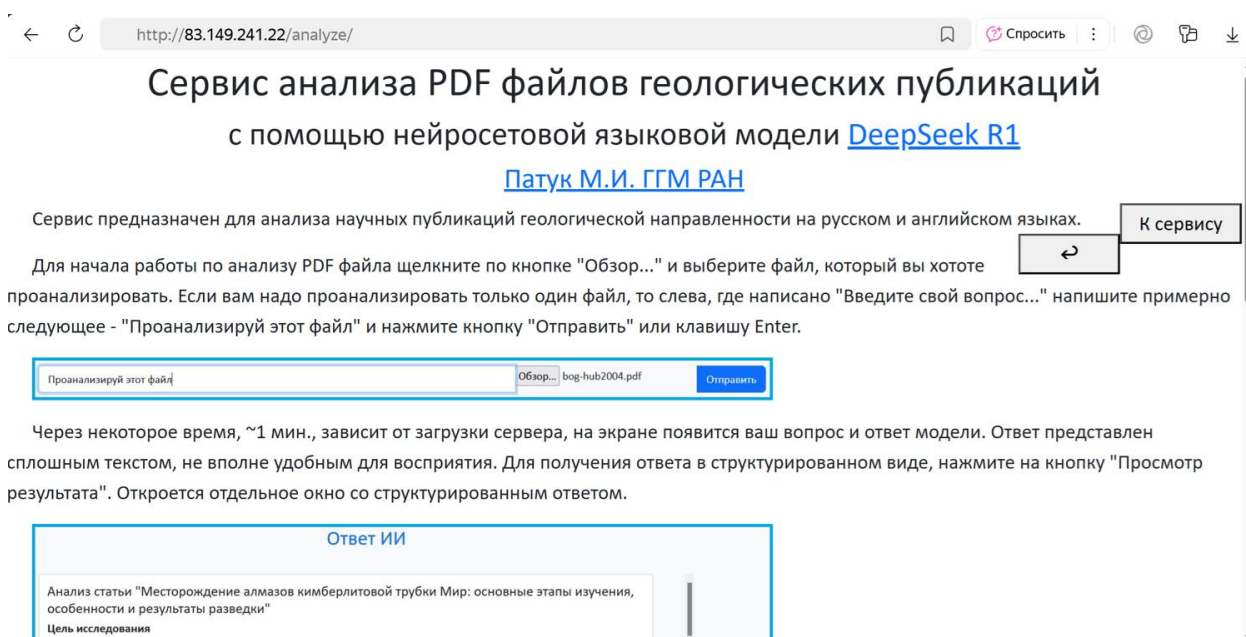 http://83.149.241.22/analyze/
Спросить
Сервис анализа PDF файлов геологических публикаций
с помощью нейросетовой языковой модели DeepSeek R1
Патук М.И. ГГМ РАН
Сервис предназначен для анализа научных публикаций геологической направленности на русском и английском языках.
К сервису
Для начала работы по анализу PDF файла щелкните по кнопке "Обзор..." и выберите файл, который вы хототе
проанализировать. Если вам надо проанализировать только один файл, то слева, где написано "Введите свой вопрос..." напишите примерно
следующее - "Проанализируй этот файл" и нажмите кнопку "Отправить" или клавишу Enter.
Проанализируй этот файл
Обзор... bog-hub2004.pdf
Отправить
Через некоторое время, ~1 мин., зависит от загрузки сервера, на экране появится ваш вопрос и ответ модели. Ответ представлен
сплошным текстом, не вполне удобным для восприятия. Для получения ответа в структурированном виде, нажмите на кнопку "Просмотр
результата". Откроется отдельное окно со структурированным ответом.
Ответ ИИ
Анализ статьи "Месторождение алмазов кимберлитовой трубки Мир: основные этапы изучения,
особенности и результаты разведки"
Цель исследования